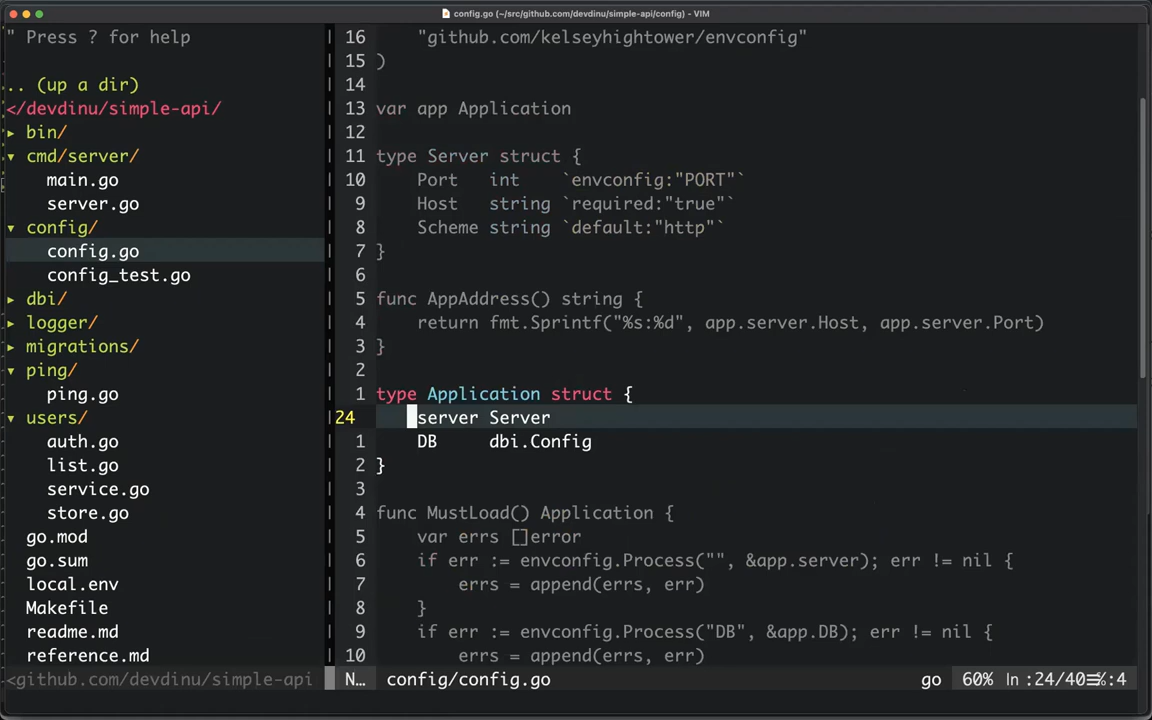 config.go (~/src/github.com/devdinu/simple-api/config) - VIM
" Press ? for help
.. (up a dir)
</devdinu/simple-api/
▸ bin/
▾ cmd/server/
main.go
server.go
▾ config/
config.go
config_test.go
▸ dbi/
▸ logger/
▸ migrations/
▾ ping/
ping.go
▾ users/
auth.go
list.go
service.go
store.go
go.mod
go.sum
local.env
Makefile
readme.md
reference.md
<github.com/devdinu/simple-api
16 "github.com/kelseyhightower/envconfig"
15 )
14
13 var app Application
12
11 type Server struct {
10 Port int `envconfig:"PORT"`
9 Host string `required:"true"`
8 Scheme string `default:"http"`
7 }
6
5 func AppAddress() string {
4 return fmt.Sprintf("%s:%d", app.server.Host, app.server.Port)
3 }
2
1 type Application struct {
24 server Server
1 DB dbi.Config
2 }
3
4 func MustLoad() Application {
5 var errs []error
6 if err := envconfig.Process("", &app.server); err != nil {
7 errs = append(errs, err)
8 }
9 if err := envconfig.Process("DB", &app.DB); err != nil {
10 errs = append(errs, err)
N… config/config.go go 60% ln :24/40≡℅:4